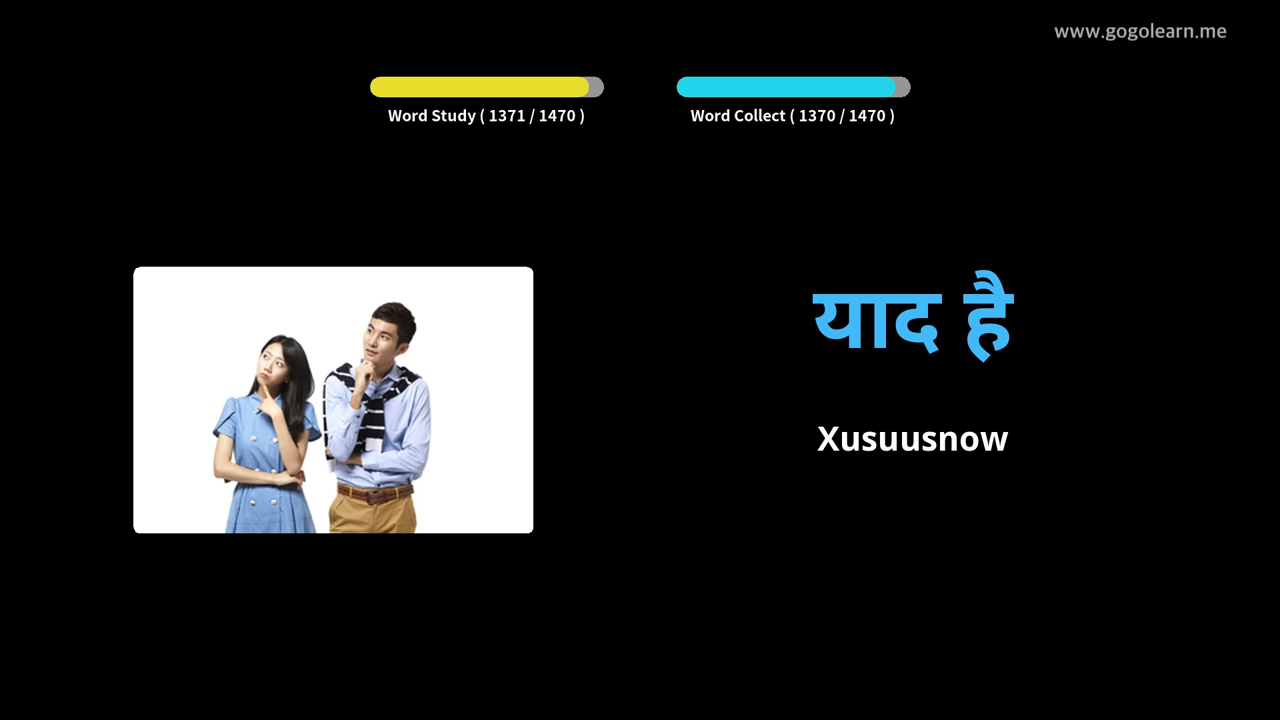 www.gogolearn.me
Word Study ( 1371 / 1470 )
Word Collect ( 1370 / 1470 )
याद है
Xusuusnow